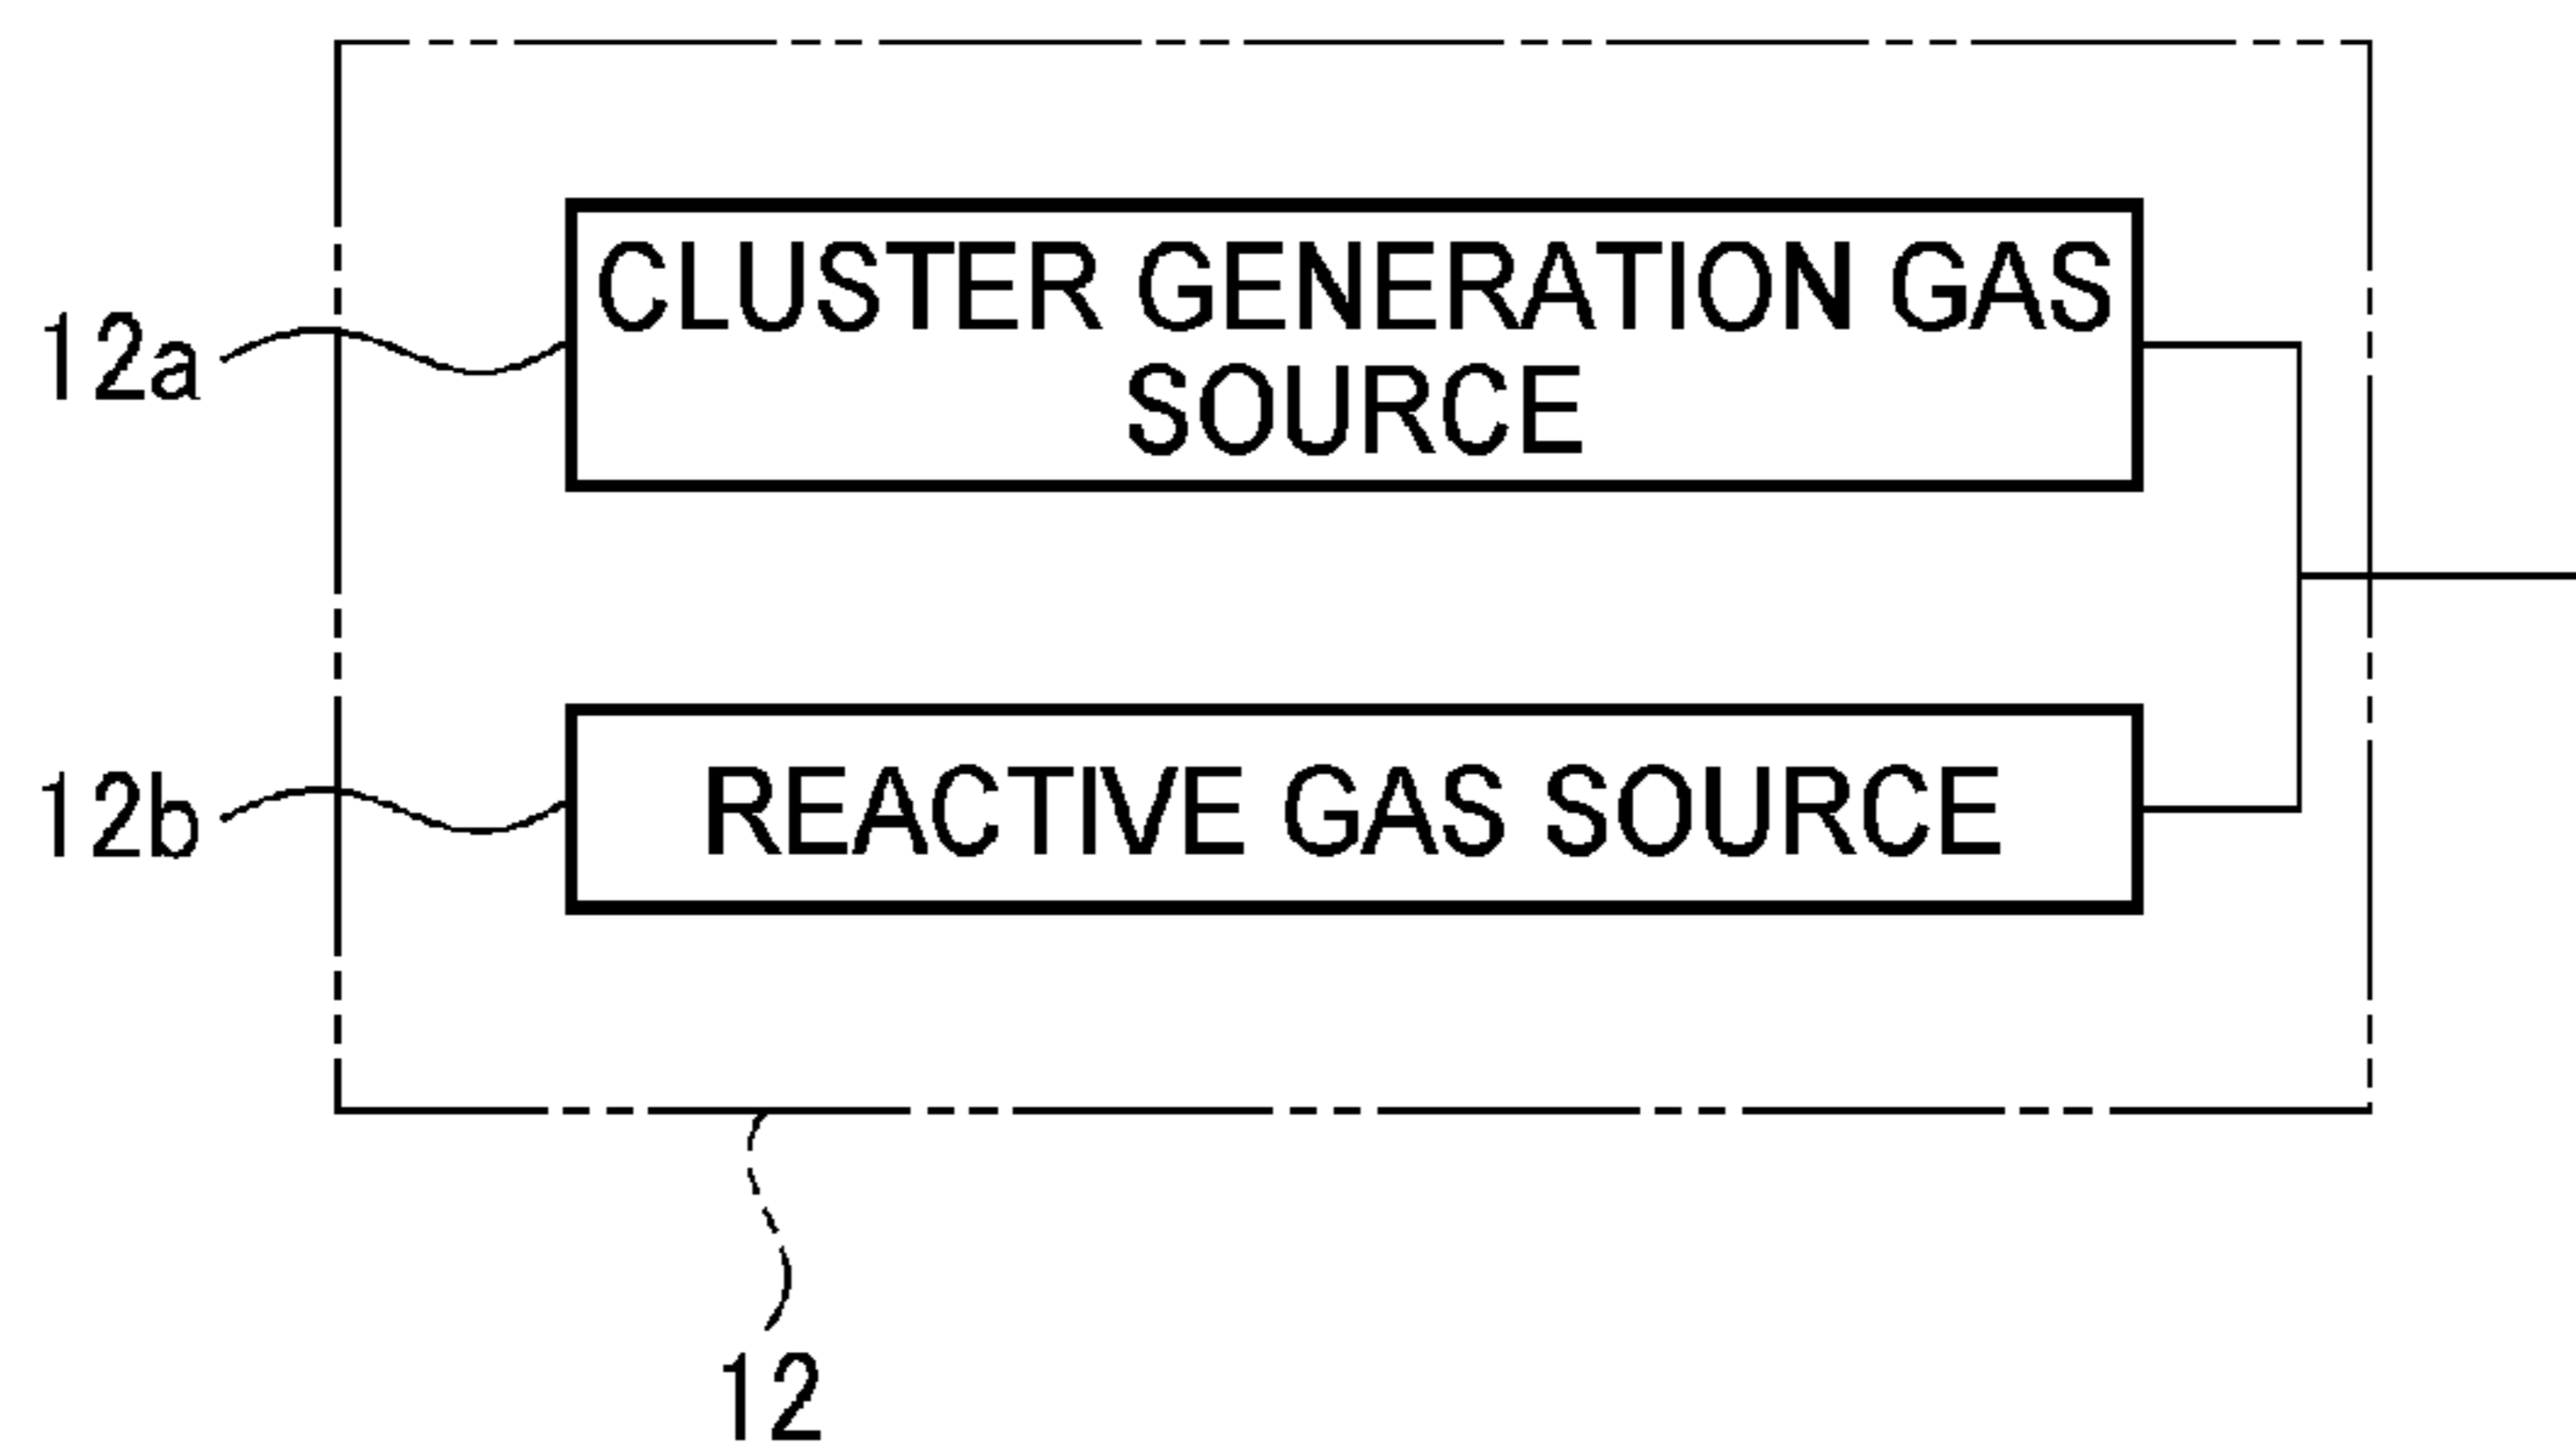 CLUSTER GENERATION GAS
SOURCE
12a
REACTIVE GAS SOURCE
12b
12